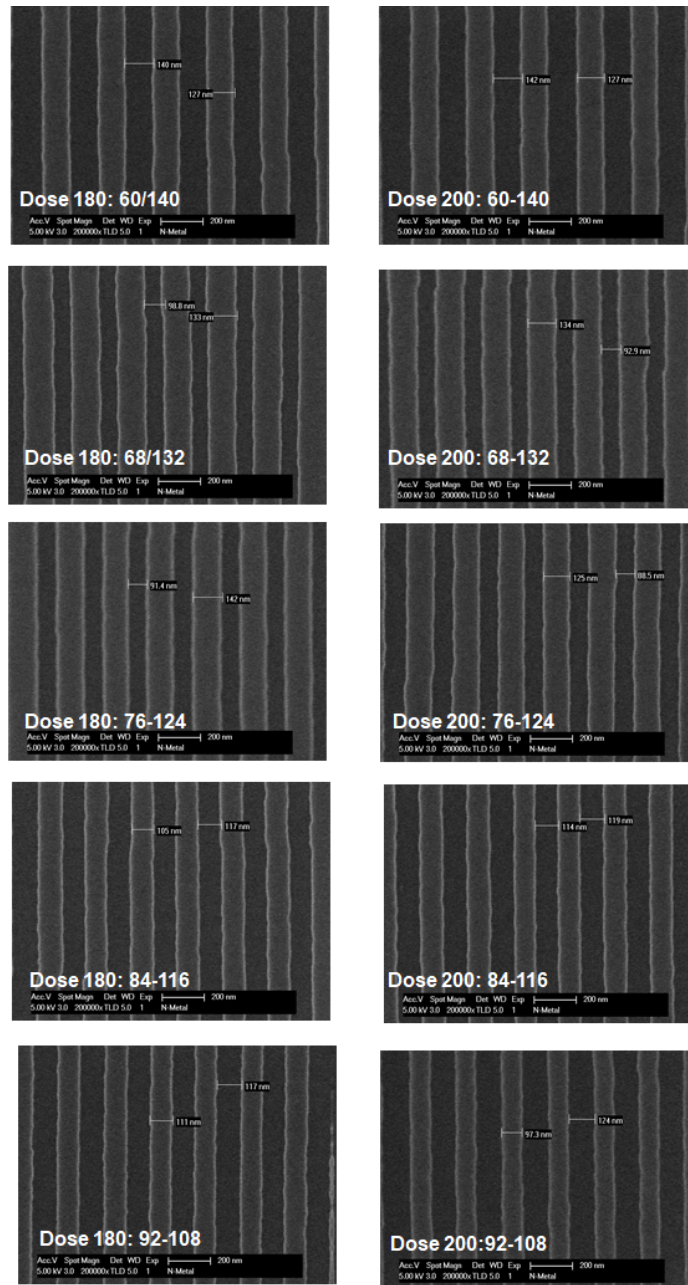 140 nm
127 nm
Dose 180: 60/140
Acc.V Spot Magn Det WD Exp 200 nm
5.00 kV 3.0 200000x TLD 5.0 1 N-Metal
142 nm
127 nm
Dose 200: 60-140
Acc.V Spot Magn Det WD Exp 200 nm
5.00 kV 3.0 200000x TLD 5.0 1 N-Metal
98.8 nm
133 nm
Dose 180: 68/132
Acc.V Spot Magn Det WD Exp 200 nm
5.00 kV 3.0 200000x TLD 5.0 1 N-Metal
134 nm
92.9 nm
Dose 200: 68-132
Acc.V Spot Magn Det WD Exp 200 nm
5.00 kV 3.0 200000x TLD 5.0 1 N-Metal
91.4 nm
142 nm
Dose 180: 76-124
Acc.V Spot Magn Det WD Exp 200 nm
5.00 kV 3.0 200000x TLD 5.0 1 N-Metal
125 nm
88.5 nm
Dose 200: 76-124
Acc.V Spot Magn Det WD Exp 200 nm
5.00 kV 3.0 200000x TLD 5.0 1 N-Metal
105 nm
117 nm
Dose 180: 84-116
Acc.V Spot Magn Det WD Exp 200 nm
5.00 kV 3.0 200000x TLD 5.0 1 N-Metal
119 nm
114 nm
Dose 200: 84-116
Acc.V Spot Magn Det WD Exp 200 nm
5.00 kV 3.0 200000x TLD 5.0 1 N-Metal
117 nm
111 nm
Dose 180: 92-108
Acc.V Spot Magn Det WD Exp 200 nm
5.00 kV 3.0 200000x TLD 5.0 1 N-Metal
124 nm
97.3 nm
Dose 200:92-108
Acc.V Spot Magn Det WD Exp 200 nm
5.00 kV 3.0 200000x TLD 5.0 1 N-Metal